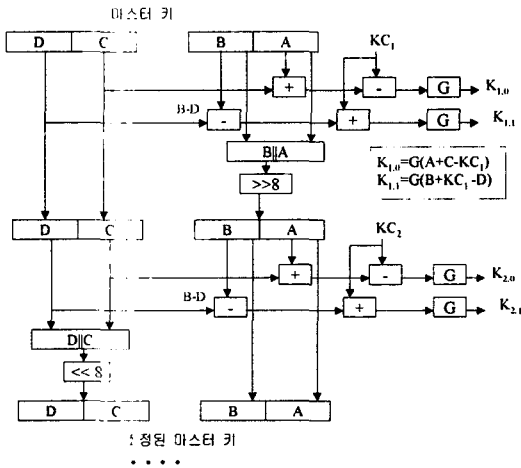 마스터 키
D C B A KC₁
+ - G K₁.₀
B-D - + G K₁.₁
B||A
>>8
K₁.₀=G(A+C-KC₁)
K₁.₁=G(B+KC₁-D)
D C B A KC₂
+ - G K₂.₀
B-D - + G K₂.₁
D||C
<< 8
D C B A
정된 마스터 키
• • • •